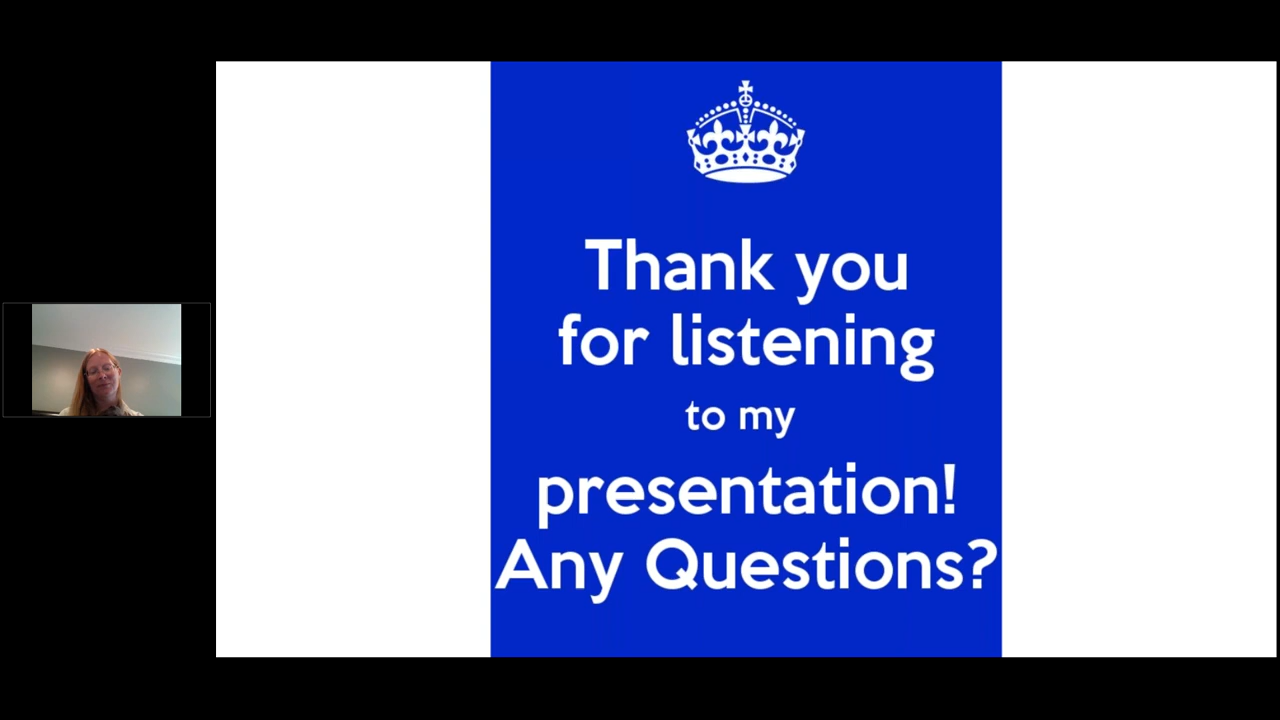 Thank you
for listening
to my
presentation!
Any Questions?